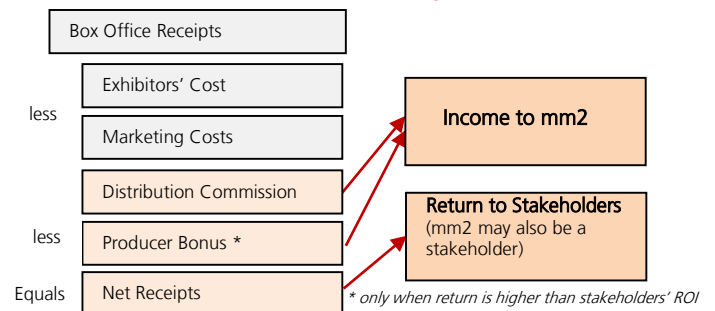 Box Office Receipts
less
Exhibitors' Cost
Marketing Costs
Distribution Commission
less
Producer Bonus *
Equals
Net Receipts
Income to mm2
Return to Stakeholders
(mm2 may also be a
stakeholder)
* only when return is higher than stakeholders' ROI